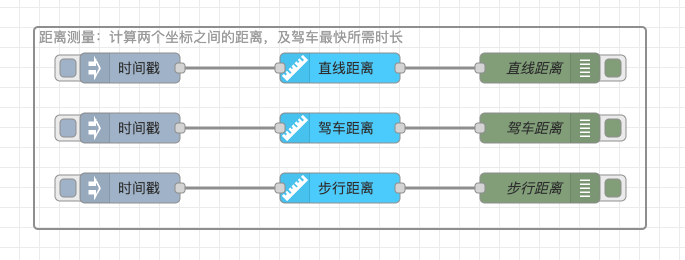 距离测量：计算两个坐标之间的距离，及驾车最快所需时长
时间戳 直线距离 直线距离
时间戳 驾车距离 驾车距离
时间戳 步行距离 步行距离